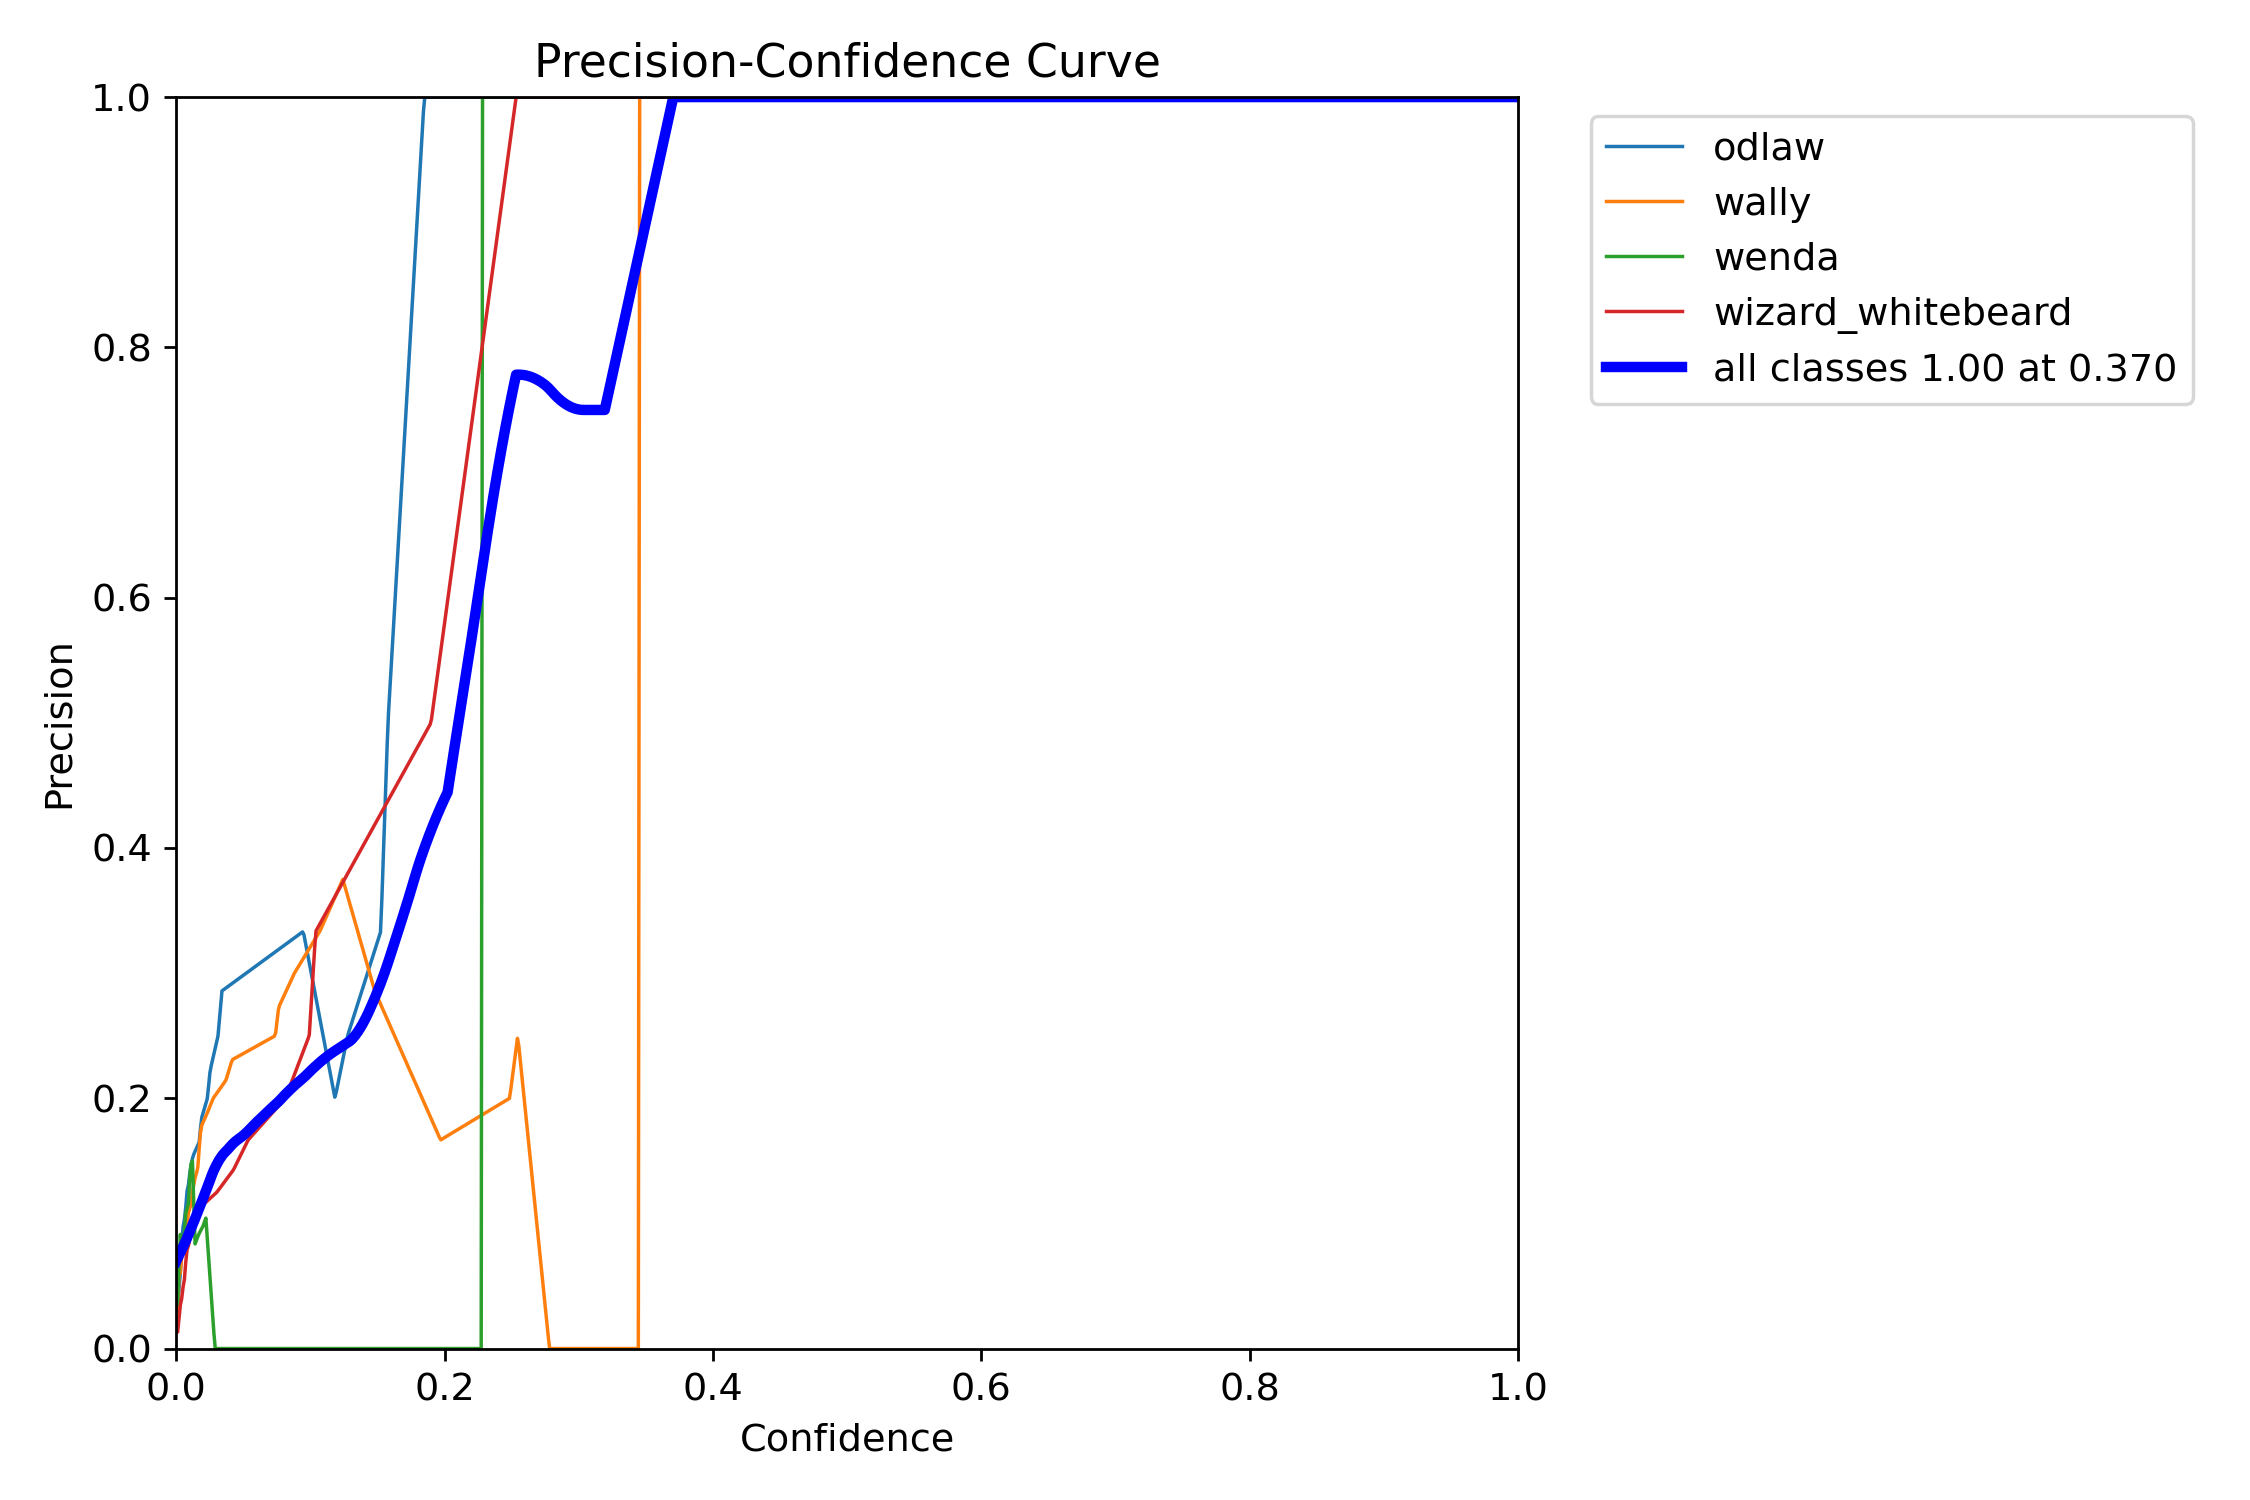 Precision-Confidence Curve
1.0
0.8
0.6
0.4
0.2
0.0
Precision
0.0 0.2 0.4 0.6 0.8 1.0
Confidence
odlaw
wally
wenda
wizard_whitebeard
all classes 1.00 at 0.370